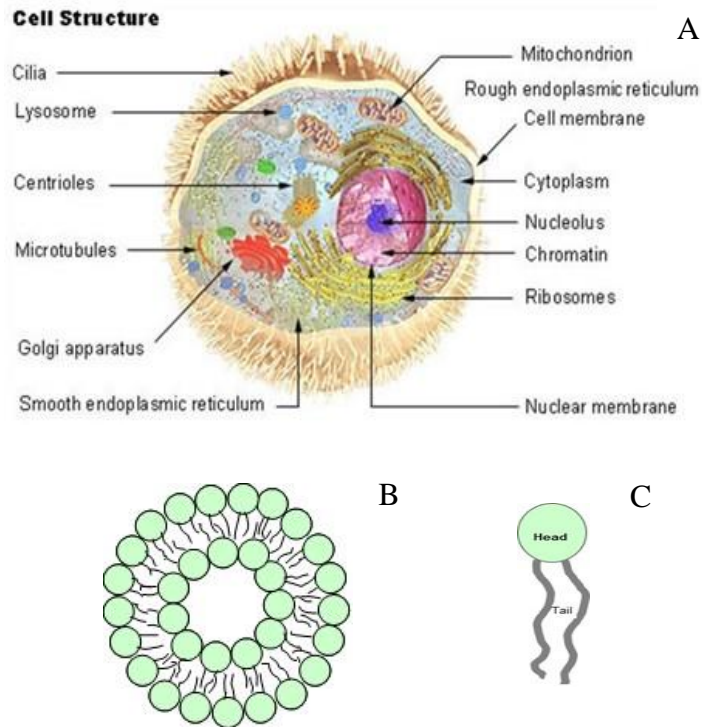 Cell Structure
A
Cilia
Mitochondrion
Lysosome
Rough endoplasmic reticulum
Cell membrane
Centrioles
Cytoplasm
Nucleolus
Microtubules
Chromatin
Ribosomes
Golgi apparatus
Smooth endoplasmic reticulum
Nuclear membrane
B
C
Head
Tail